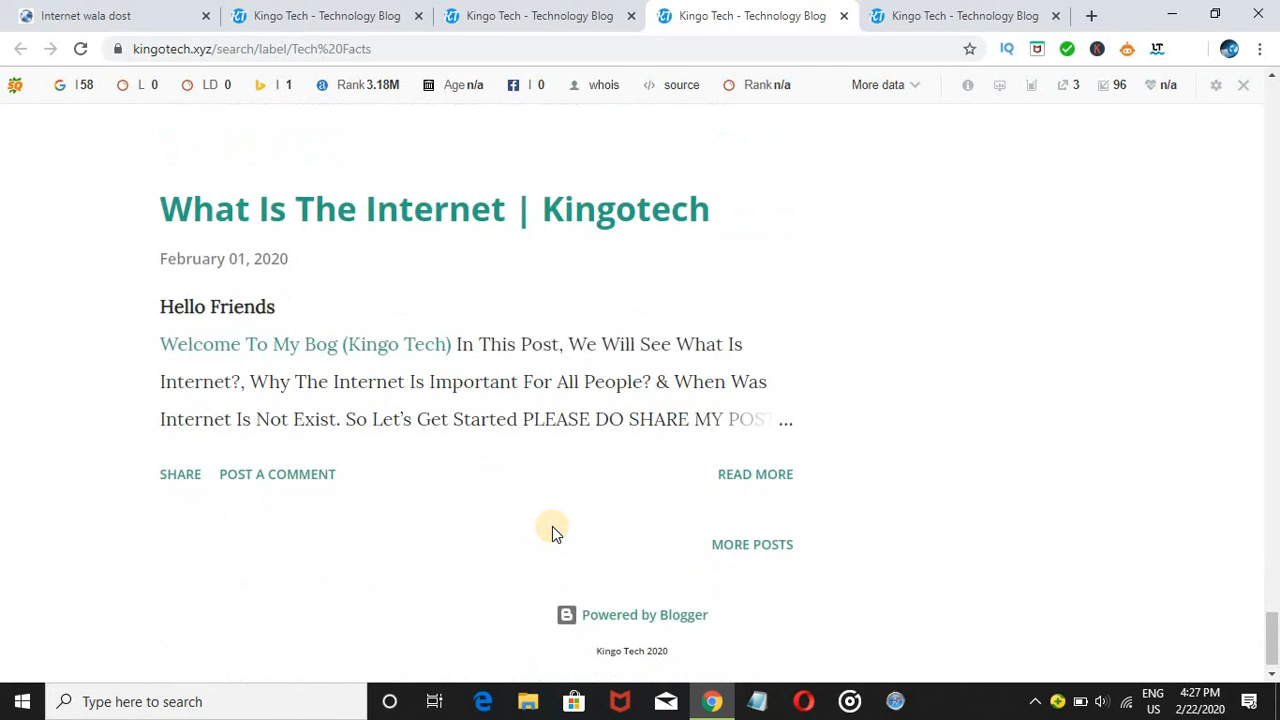 Internet wala dost
Kingo Tech - Technology Blog
Kingo Tech - Technology Blog
Kingo Tech - Technology Blog
Kingo Tech - Technology Blog
kingotech.xyz/search/label/Tech%20Facts
I 58 L 0 LD 0 I 1 Rank 3.18M Age n/a I 0 whois source Rank n/a More data 3 96 n/a
What Is The Internet | Kingotech
February 01, 2020
Hello Friends
Welcome To My Bog (Kingo Tech) In This Post, We Will See What Is
Internet?, Why The Internet Is Important For All People? & When Was
Internet Is Not Exist. So Let’s Get Started PLEASE DO SHARE MY POST ...
SHARE POST A COMMENT READ MORE
MORE POSTS
Powered by Blogger
Kingo Tech 2020
Type here to search
ENG
US
4:27 PM
2/22/2020